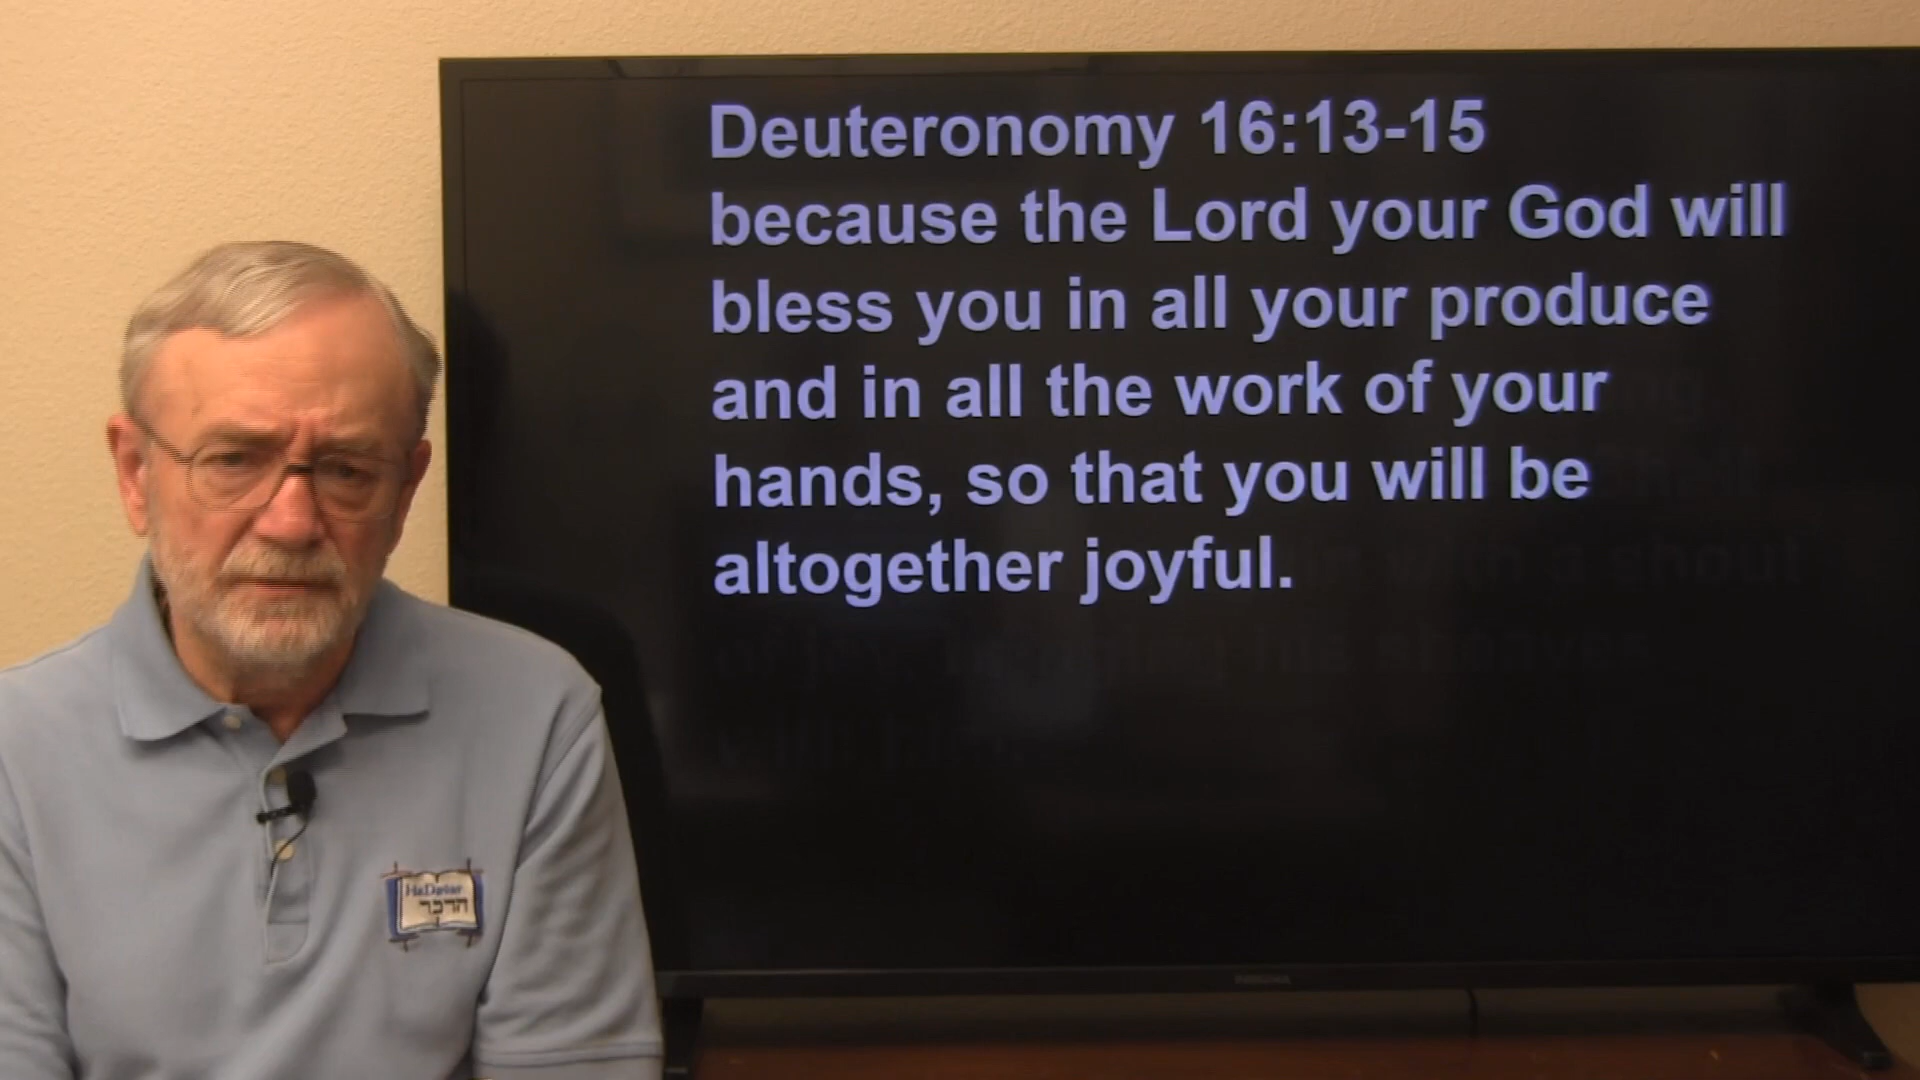 Deuteronomy 16:13-15
because the Lord your God will
bless you in all your produce
and in all the work of your
hands, so that you will be
altogether joyful.
HaDavar
הדבר